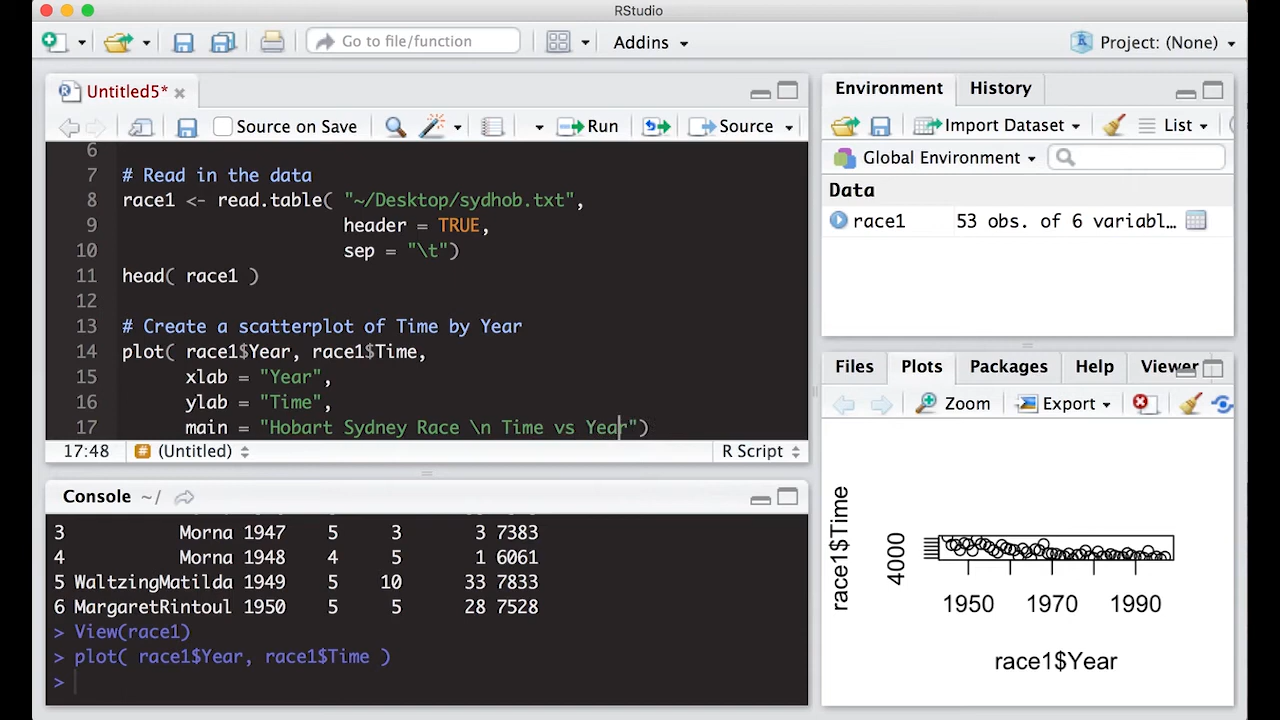 RStudio
Go to file/function
Addins
Project: (None)
Untitled5*
Source on Save
Run
Source
6
7 # Read in the data
8 race1 <- read.table( "~/Desktop/sydhob.txt",
9 header = TRUE,
10 sep = "\t")
11 head( race1 )
12
13 # Create a scatterplot of Time by Year
14 plot( race1$Year, race1$Time,
15 xlab = "Year",
16 ylab = "Time",
17 main = "Hobart Sydney Race \n Time vs Year")
17:48
(Untitled)
R Script
Console ~/
3 Morna 1947 5 3 3 7383
4 Morna 1948 4 5 1 6061
5 WaltzingMatilda 1949 5 10 33 7833
6 MargaretRintoul 1950 5 5 28 7528
> View(race1)
> plot( race1$Year, race1$Time )
>
Environment
History
Import Dataset
List
Global Environment
Data
race1 53 obs. of 6 variabl…
Files
Plots
Packages
Help
Viewer
Zoom
Export
race1$Time
4000
1950 1970 1990
race1$Year